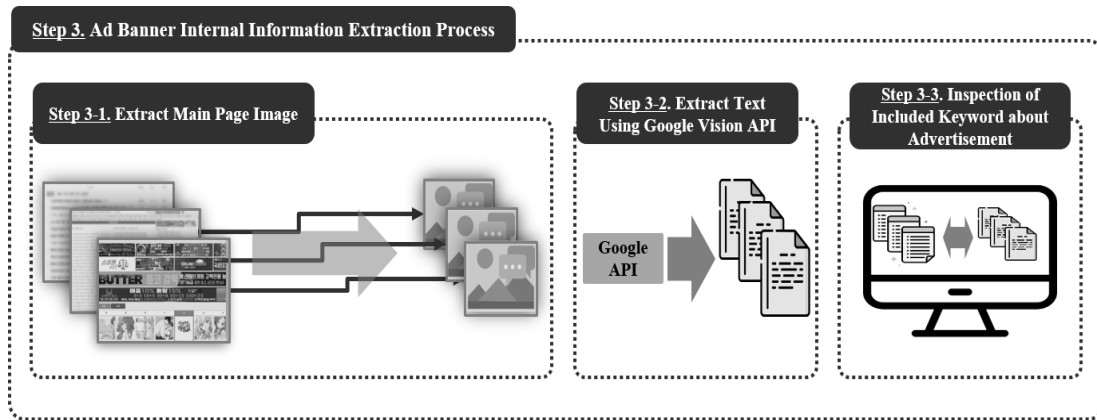 Step 3. Ad Banner Internal Information Extraction Process
Step 3-1. Extract Main Page Image
Step 3-2. Extract Text
Using Google Vision API
Step 3-3. Inspection of
Included Keyword about
Advertisement
BUTTER
Google
API